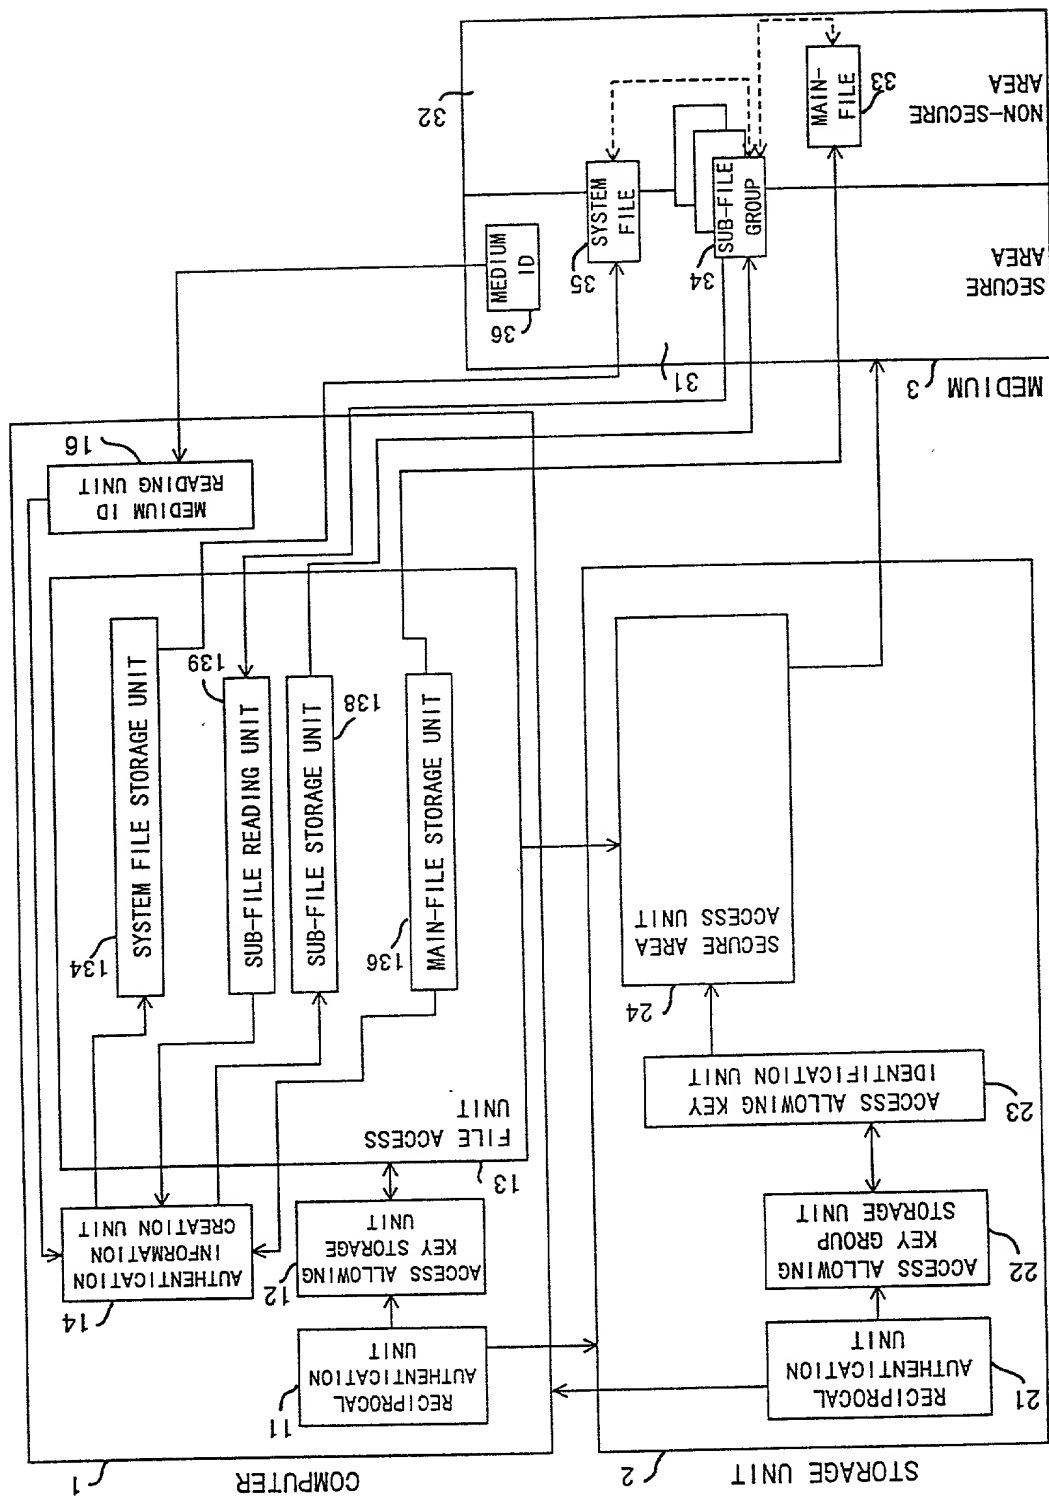 COMPUTER
1
RECIPROCAL
AUTHENTICATION
UNIT
11
ACCESS ALLOWING
KEY STORAGE
UNIT
12
AUTHENTICATION
INFORMATION
CREATION UNIT
14
13
FILE ACCESS
UNIT
MAIN-FILE STORAGE UNIT
136
SUB-FILE STORAGE UNIT
138
SUB-FILE READING UNIT
139
SYSTEM FILE STORAGE UNIT
134
MEDIUM ID
READING UNIT
16
STORAGE UNIT
2
RECIPROCAL
AUTHENTICATION
UNIT
21
ACCESS ALLOWING
KEY GROUP
STORAGE UNIT
22
ACCESS ALLOWING KEY
IDENTIFICATION UNIT
23
24
SECURE AREA
ACCESS UNIT
MEDIUM
3
31
SECURE
AREA
MEDIUM
ID
36
SYSTEM
FILE
35
SUB-FILE
GROUP
34
NON-SECURE
AREA
MAIN-
FILE
33
32